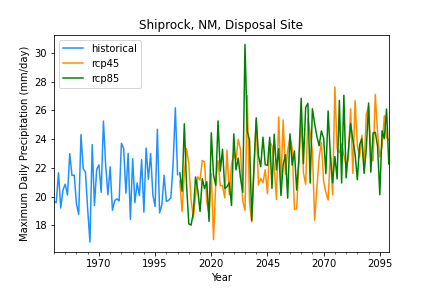 Shiprock, NM, Disposal Site
Maximum Daily Precipitation (mm/day)
historical
rcp45
rcp85
30
28
26
24
22
20
18
1970
1995
2020
2045
2070
2095
Year